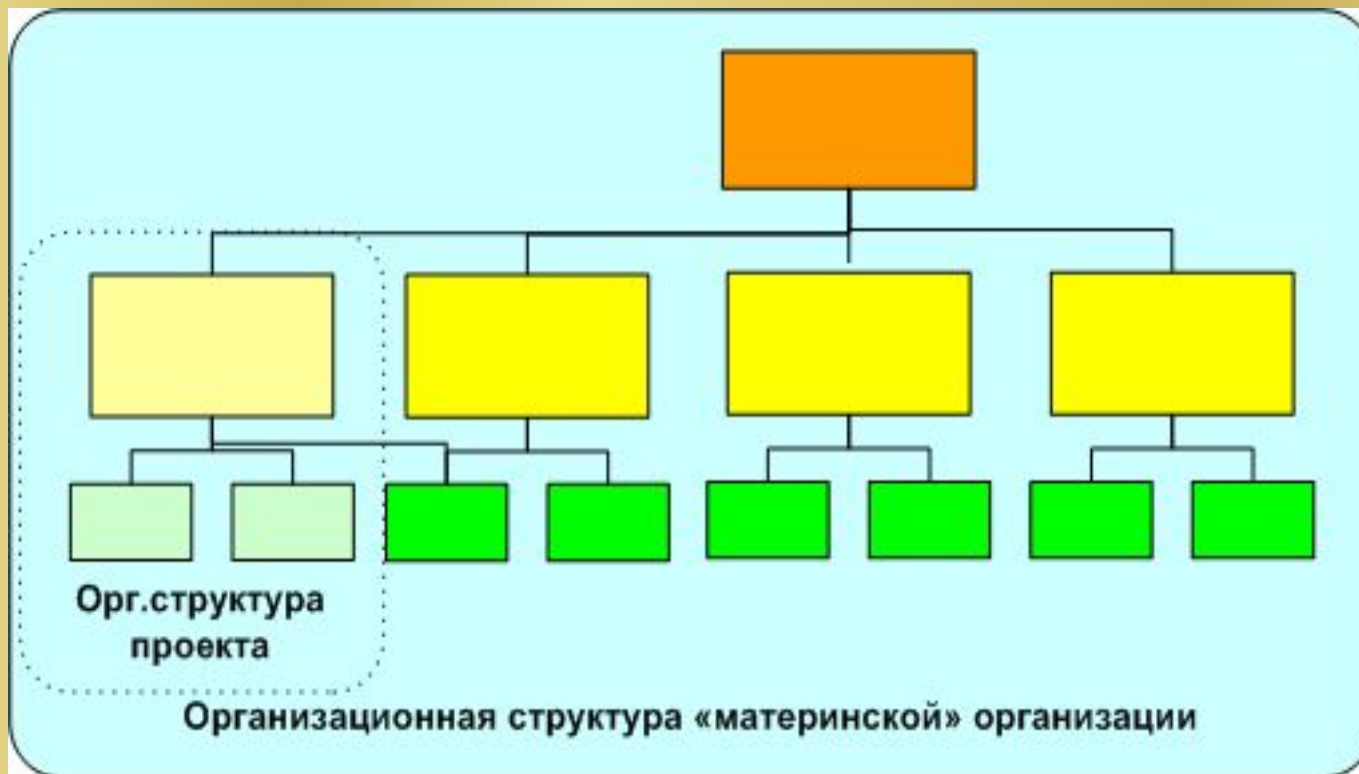 Орг.структура
проекта
Организационная структура «материнской» организации